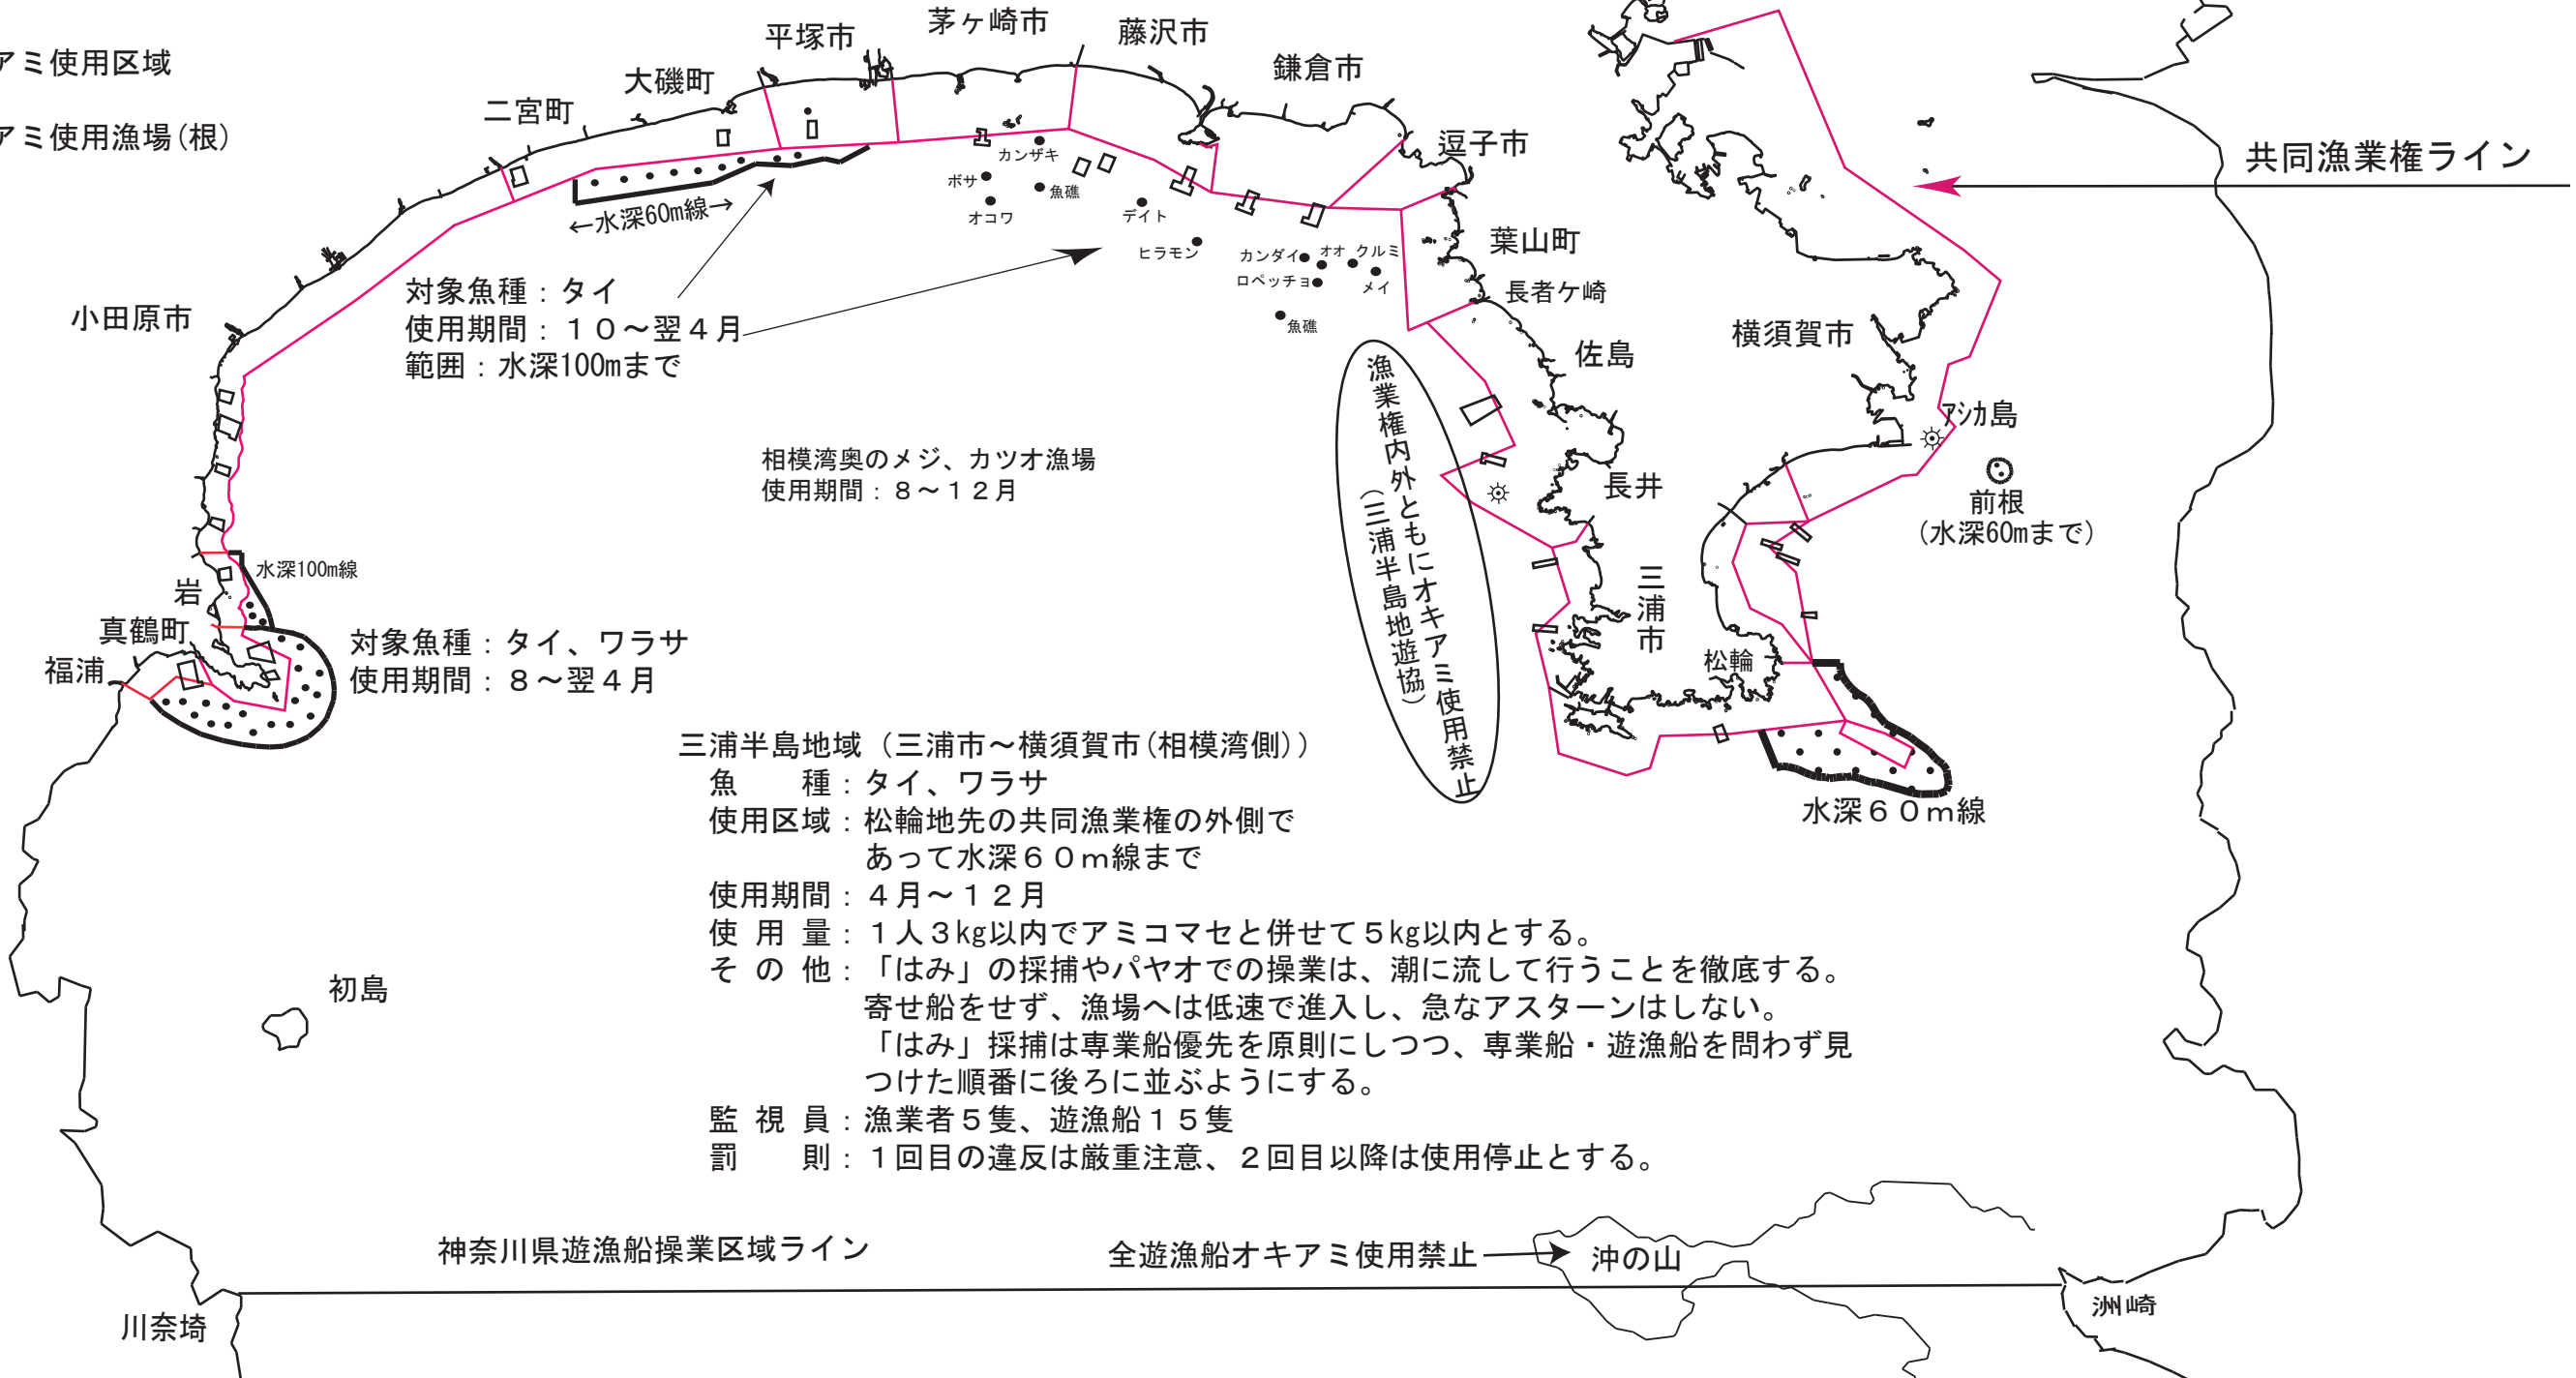 アミ使用区域
アミ使用漁場(根)
小田原市
二宮町
大磯町
平塚市
茅ヶ崎市
藤沢市
鎌倉市
逗子市
葉山町
長者ケ崎
佐島
長井
三浦市
松輪
横須賀市
アシカ島
前根
(水深60mまで)
共同漁業権ライン
←水深60m線→
カンザキ
ボサ
魚礁
オコワ
デイト
ヒラモン
カンダイ
オオ
クルミ
ロペッチョ
メイ
魚礁
対象魚種：タイ
使用期間：１０～翌４月
範囲：水深100mまで
相模湾奥のメジ、カツオ漁場
使用期間：８～１２月
漁業権内外ともにオキアミ使用禁止
(三浦半島地遊協)
水深100m線
岩
真鶴町
福浦
対象魚種：タイ、ワラサ
使用期間：８～翌４月
水深６０ｍ線
三浦半島地域（三浦市～横須賀市(相模湾側)）
魚　　種：タイ、ワラサ
使用区域：松輪地先の共同漁業権の外側で
あって水深６０ｍ線まで
使用期間：４月～１２月
使 用 量：１人３kg以内でアミコマセと併せて５kg以内とする。
そ の 他：「はみ」の採捕やパヤオでの操業は、潮に流して行うことを徹底する。
寄せ船をせず、漁場へは低速で進入し、急なアスターンはしない。
「はみ」採捕は専業船優先を原則にしつつ、専業船・遊漁船を問わず見
つけた順番に後ろに並ぶようにする。
監 視 員：漁業者５隻、遊漁船１５隻
罰　　則：１回目の違反は厳重注意、２回目以降は使用停止とする。
初島
神奈川県遊漁船操業区域ライン
全遊漁船オキアミ使用禁止
沖の山
川奈埼
洲崎